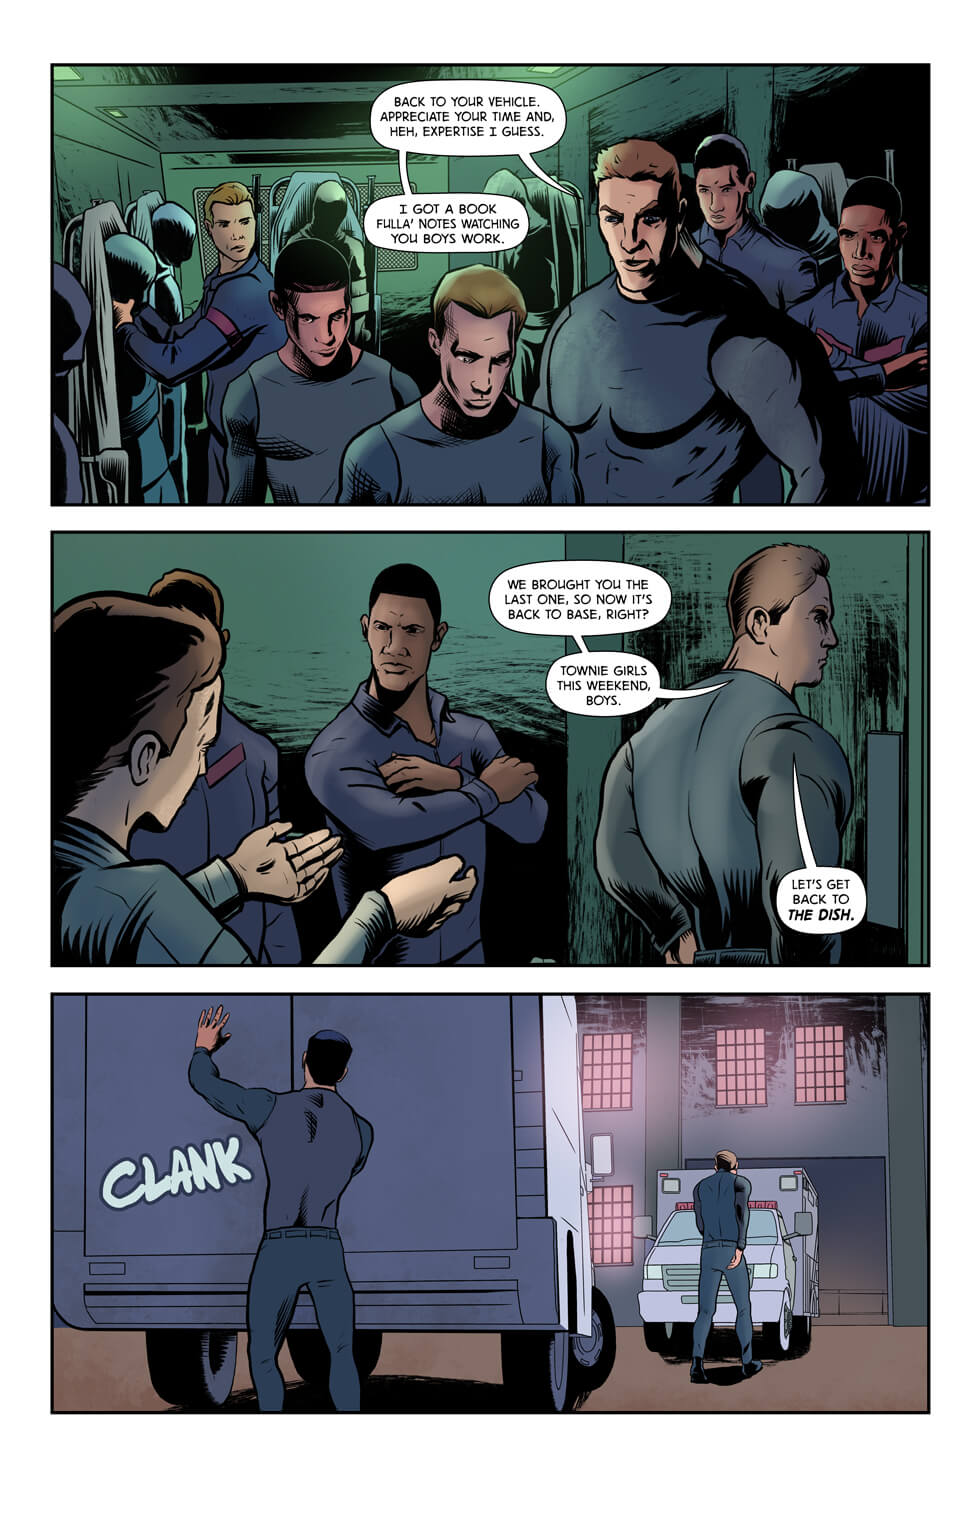 BACK TO YOUR VEHICLE.
APPRECIATE YOUR TIME AND,
HEH, EXPERTISE I GUESS.
I GOT A BOOK
FULLA' NOTES WATCHING
YOU BOYS WORK.
WE BROUGHT YOU THE
LAST ONE, SO NOW IT'S
BACK TO BASE, RIGHT?
TOWNIE GIRLS
THIS WEEKEND,
BOYS.
LET'S GET
BACK TO
THE DISH.
CLANK